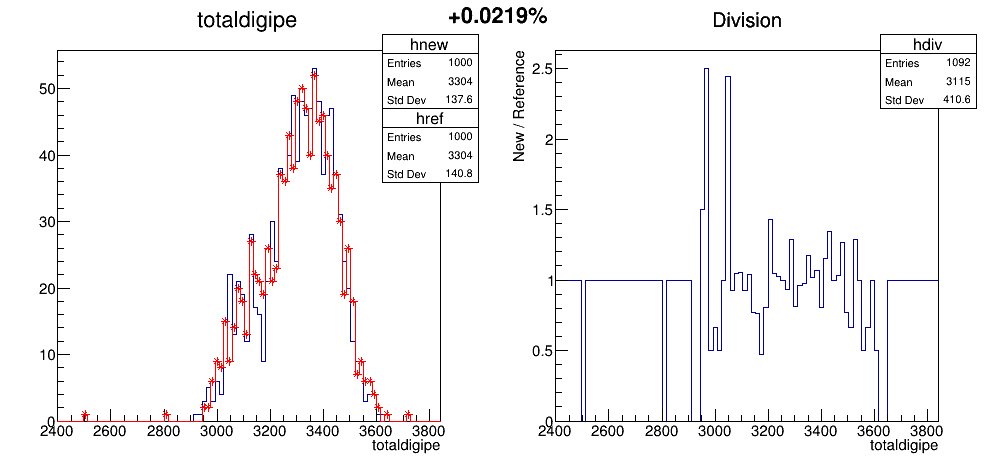 +0.0219%
totaldigipe
hnew
Entries 1000
Mean 3304
Std Dev 137.6
href
Entries 1000
Mean 3304
Std Dev 140.8
50
40
30
20
10
0
2400 2600 2800 3000 3200 3400 3600 3800
totaldigipe
Division
hdiv
Entries 1092
Mean 3115
Std Dev 410.6
New / Reference
2.5
2
1.5
1
0.5
0
2400 2600 2800 3000 3200 3400 3600 3800
totaldigipe